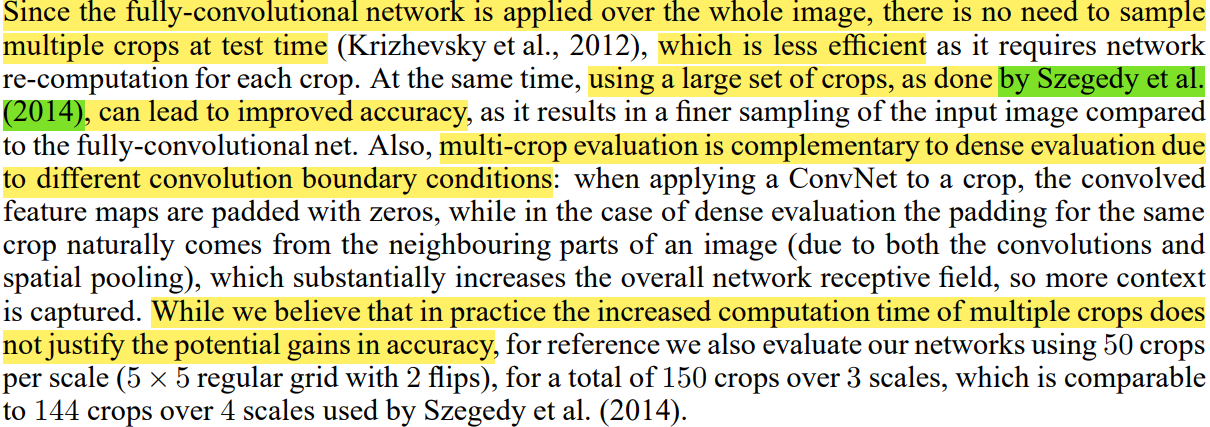 Since the fully-convolutional network is applied over the whole image, there is no need to sample
multiple crops at test time (Krizhevsky et al., 2012), which is less efficient as it requires network
re-computation for each crop. At the same time, using a large set of crops, as done by Szegedy et al.
(2014), can lead to improved accuracy, as it results in a finer sampling of the input image compared
to the fully-convolutional net. Also, multi-crop evaluation is complementary to dense evaluation due
to different convolution boundary conditions: when applying a ConvNet to a crop, the convolved
feature maps are padded with zeros, while in the case of dense evaluation the padding for the same
crop naturally comes from the neighbouring parts of an image (due to both the convolutions and
spatial pooling), which substantially increases the overall network receptive field, so more context
is captured. While we believe that in practice the increased computation time of multiple crops does
not justify the potential gains in accuracy, for reference we also evaluate our networks using 50 crops
per scale (5 × 5 regular grid with 2 flips), for a total of 150 crops over 3 scales, which is comparable
to 144 crops over 4 scales used by Szegedy et al. (2014).